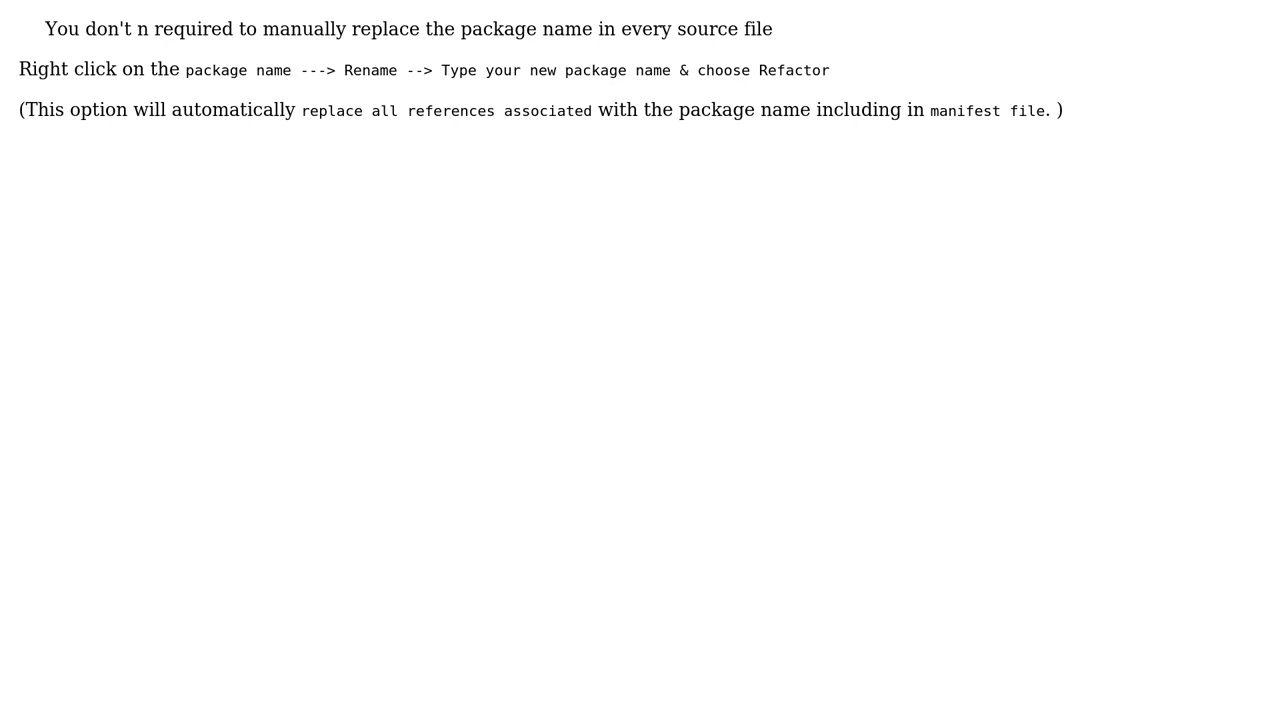 You don't n required to manually replace the package name in every source file
Right click on the package name ---> Rename --> Type your new package name & choose Refactor
(This option will automatically replace all references associated with the package name including in manifest file. )